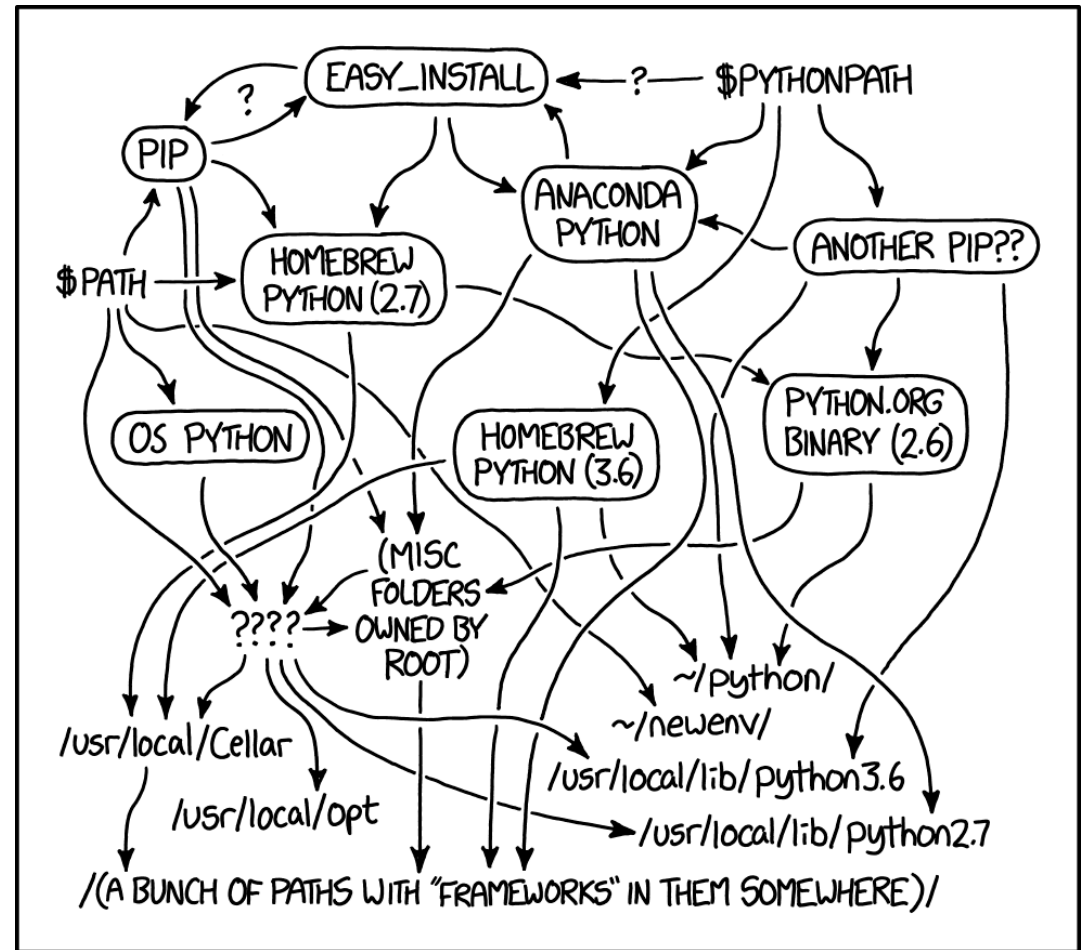 EASY_INSTALL
?
$PYTHONPATH
?
PIP
ANACONDA
PYTHON
ANOTHER PIP??
HOMEBREW
PYTHON (2.7)
$PATH
OS PYTHON
HOMEBREW
PYTHON (3.6)
PYTHON.ORG
BINARY (2.6)
(MISC
FOLDERS
OWNED BY
ROOT)
????
~/python/
~/newenv/
/usr/local/Cellar
/usr/local/lib/python3.6
/usr/local/opt
/usr/local/lib/python2.7
/(A BUNCH OF PATHS WITH "FRAMEWORKS" IN THEM SOMEWHERE)/